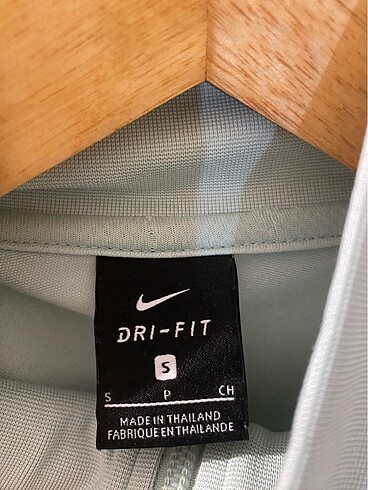 DRI-FIT
S
S P CH
MADE IN THAILAND
FABRIQUE EN THAILANDE